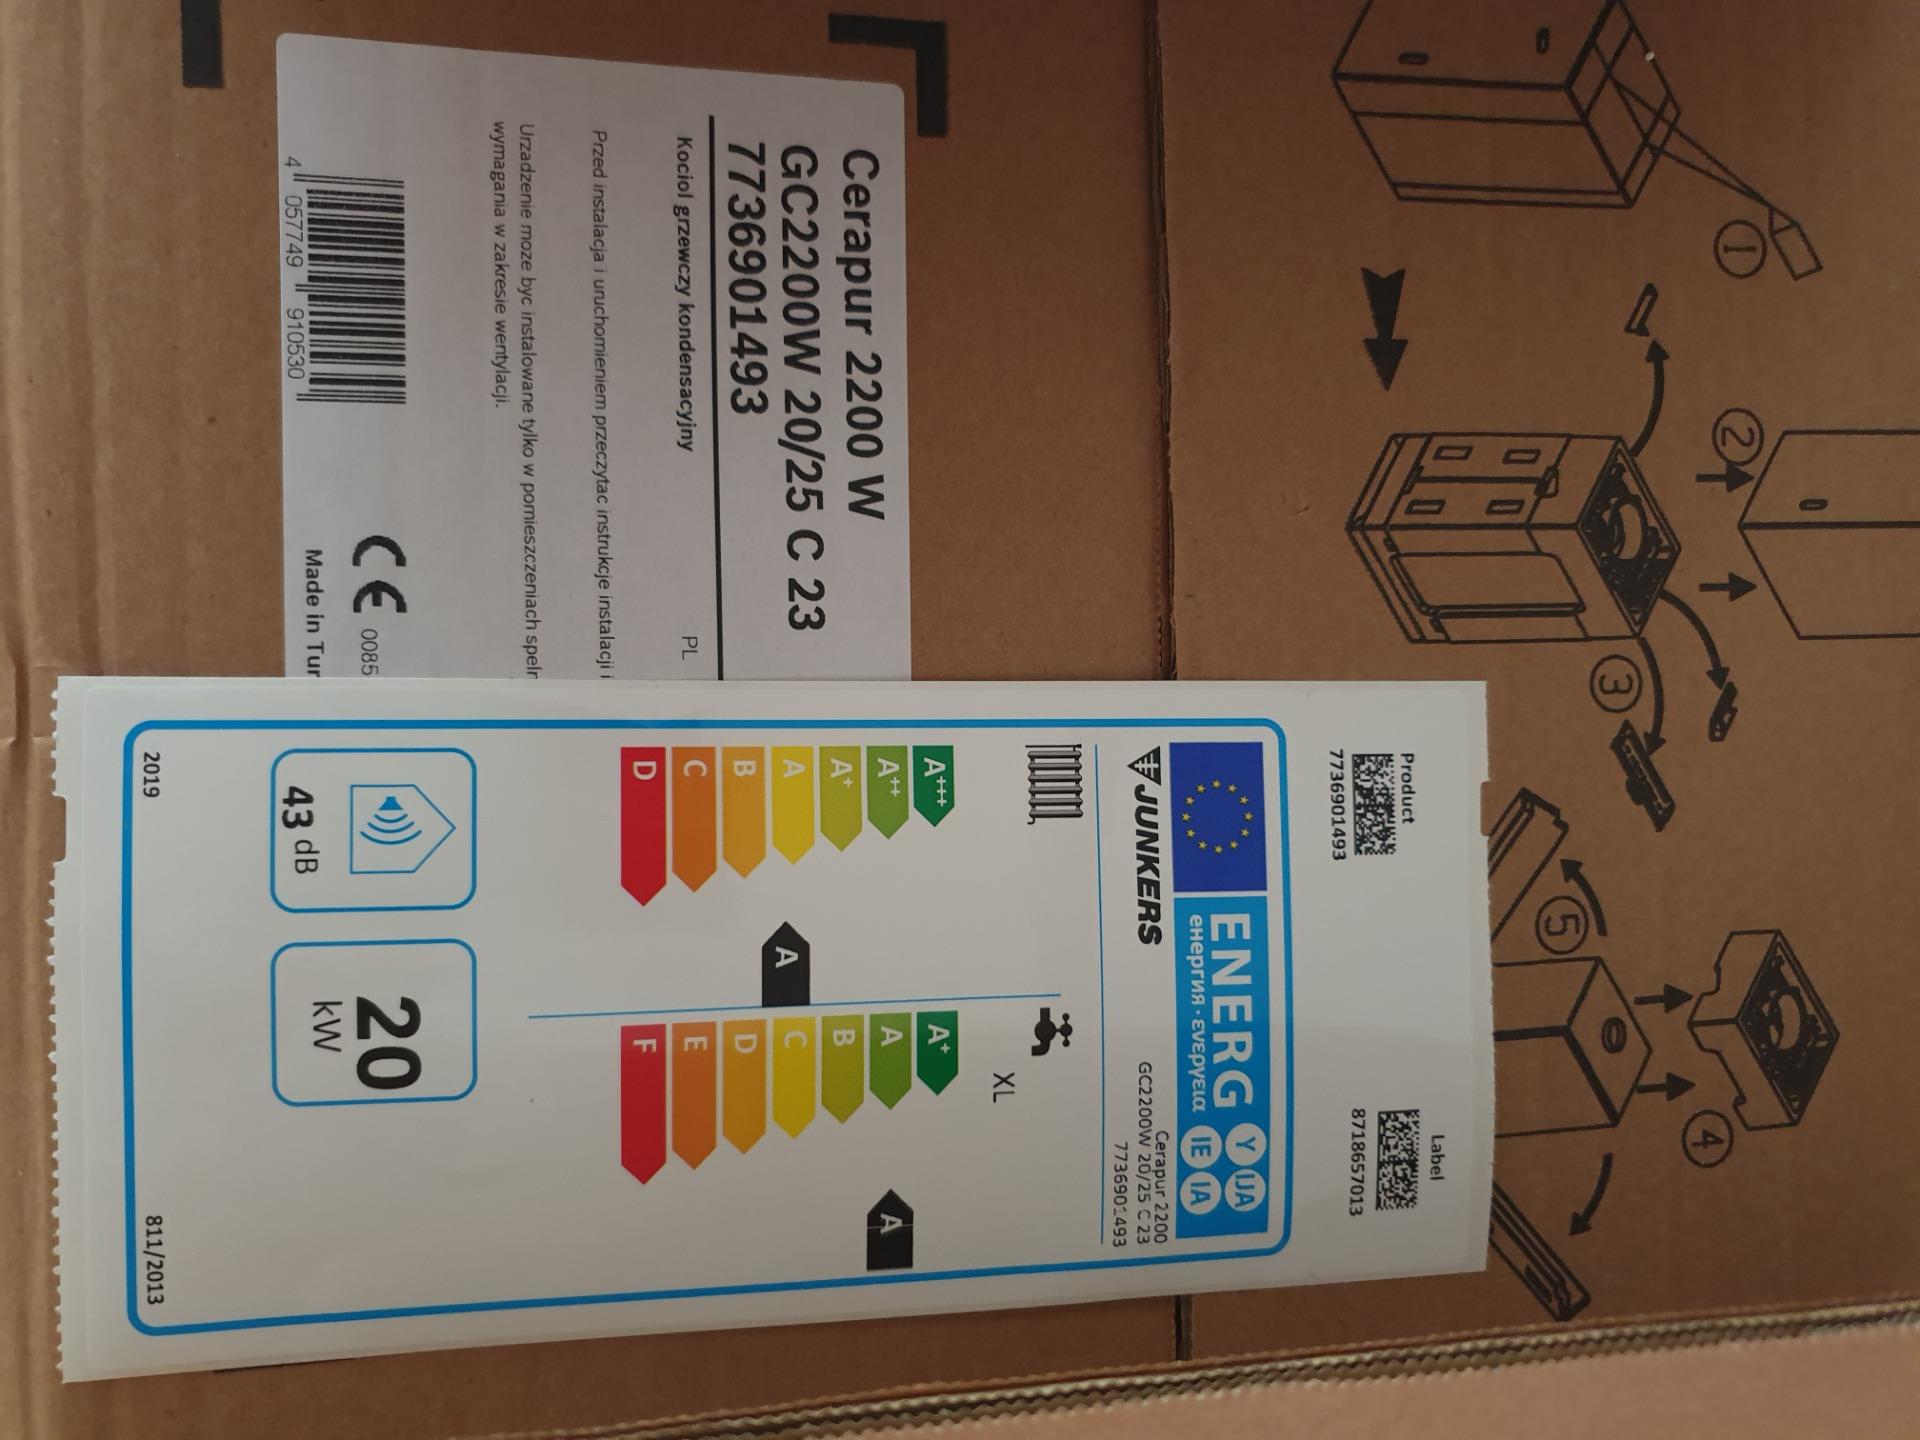 Cerapur 2200 W
GC2200W 20/25 C 23
7736901493
Kociol grzewczy kondensacyjny PL
Przed instalacja i uruchomieniem przeczytac instrukcje instalacji i
Urzadzenie moze byc instalowane tylko w pomieszczeniach
wymagania w zakresie wentylacji.
4 057749 910530
CE 0085
Made in
Product
7736901493
Label
8718657013
ENERG
енергия · ενεργεια
Y IJA
IE IA
JUNKERS
Cerapur 2200
GC2200W 20/25 C 23
7736901493
XL
A+++
A++
A+
A
B
C
D
A
A+
A
B
C
D
E
F
A
43 dB
20
kW
2019
811/2013
1
2
3
4
5